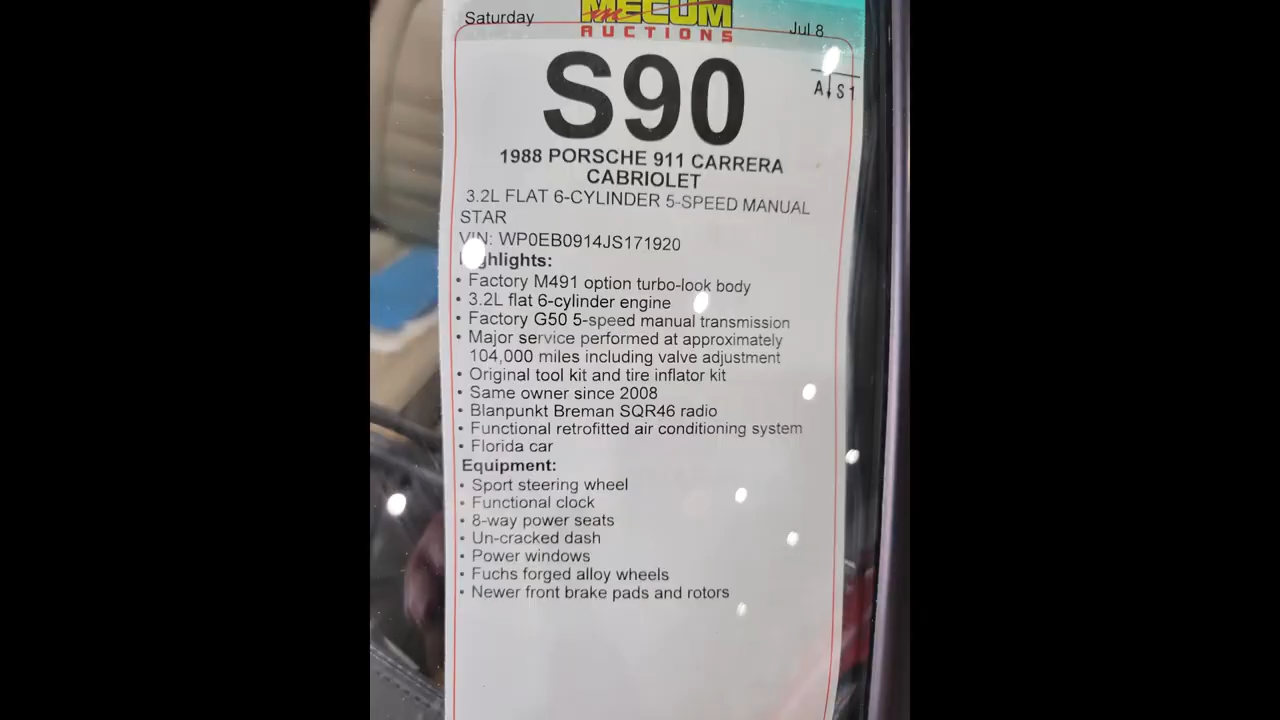 Saturday
MECUM
AUCTIONS
Jul 8
S90
A↓S1
1988 PORSCHE 911 CARRERA
CABRIOLET
3.2L FLAT 6-CYLINDER 5-SPEED MANUAL
STAR
VIN: WP0EB0914JS171920
Highlights:
• Factory M491 option turbo-look body
• 3.2L flat 6-cylinder engine
• Factory G50 5-speed manual transmission
• Major service performed at approximately
104,000 miles including valve adjustment
• Original tool kit and tire inflator kit
• Same owner since 2008
• Blanpunkt Breman SQR46 radio
• Functional retrofitted air conditioning system
• Florida car
Equipment:
• Sport steering wheel
• Functional clock
• 8-way power seats
• Un-cracked dash
• Power windows
• Fuchs forged alloy wheels
• Newer front brake pads and rotors